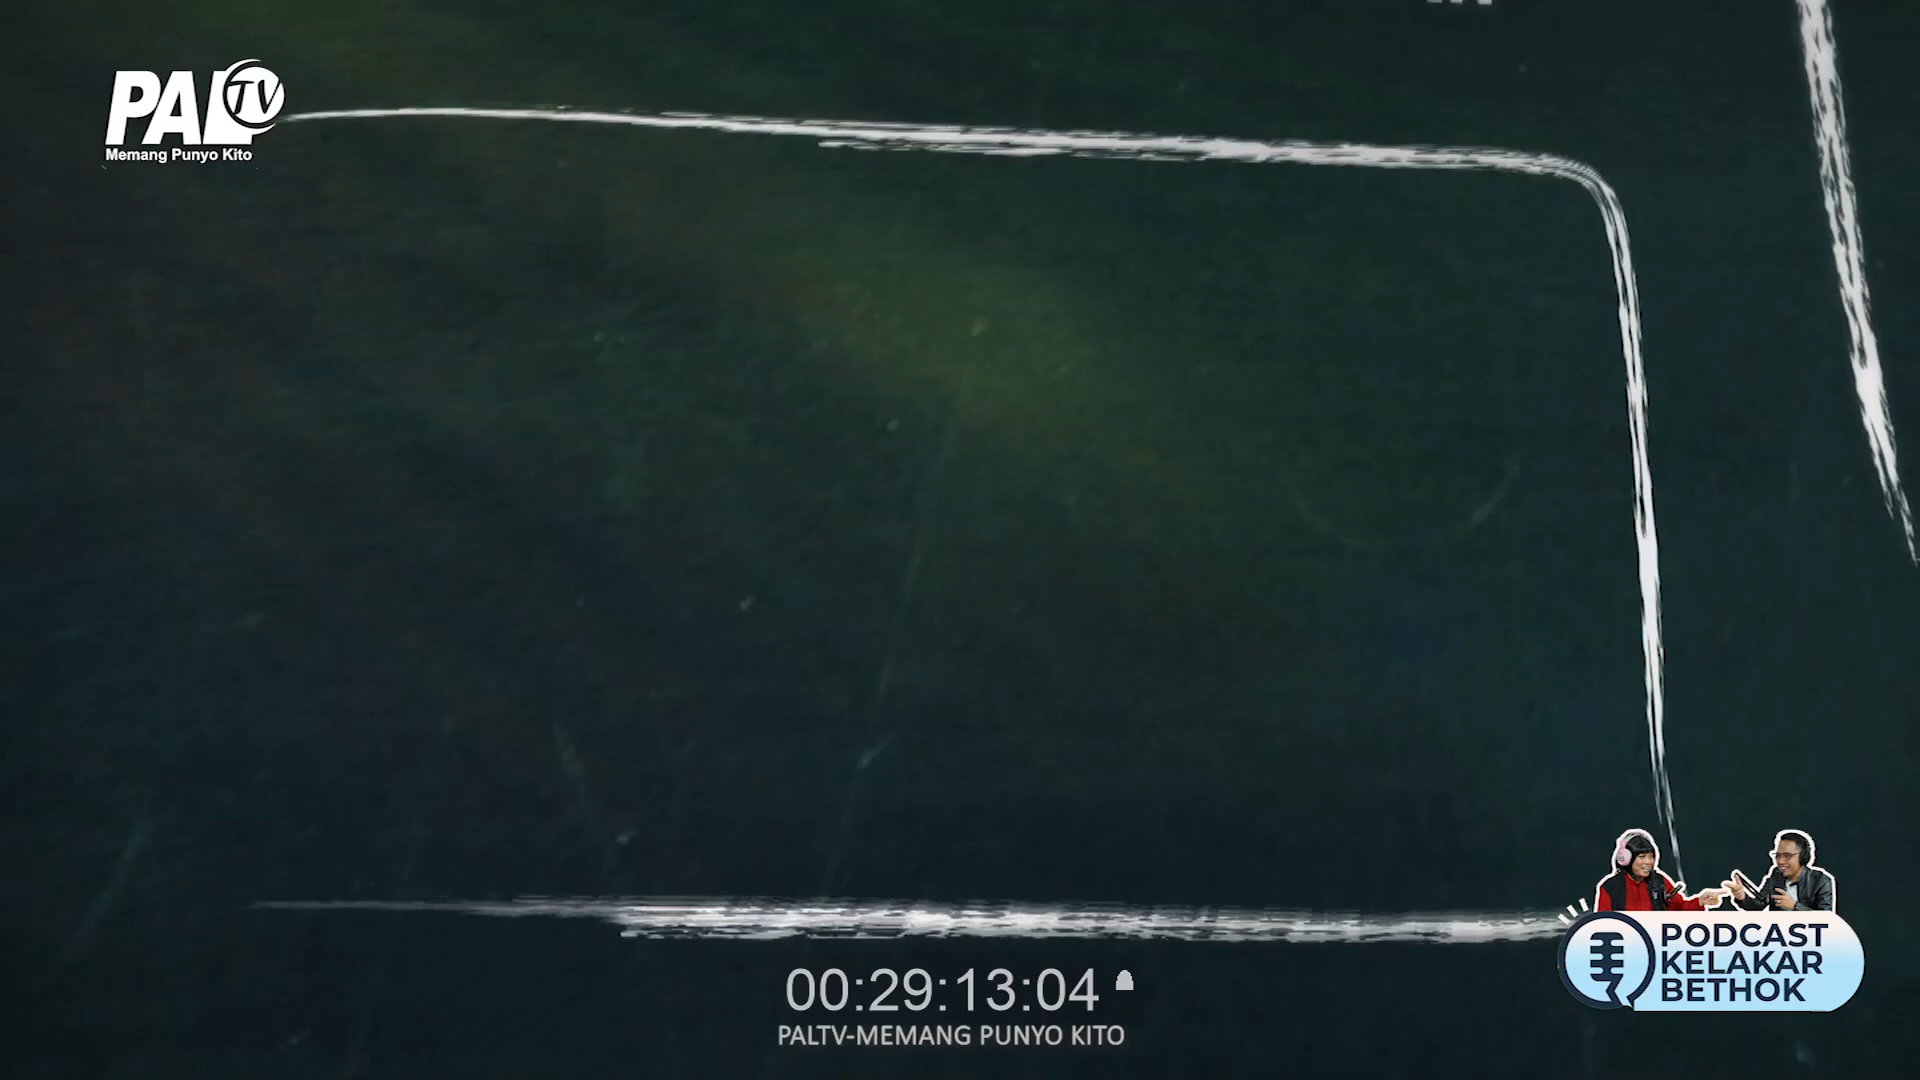 PAL TV
Memang Punyo Kito
00:29:13:04
PALTV-MEMANG PUNYO KITO
PODCAST
KELAKAR
BETHOK